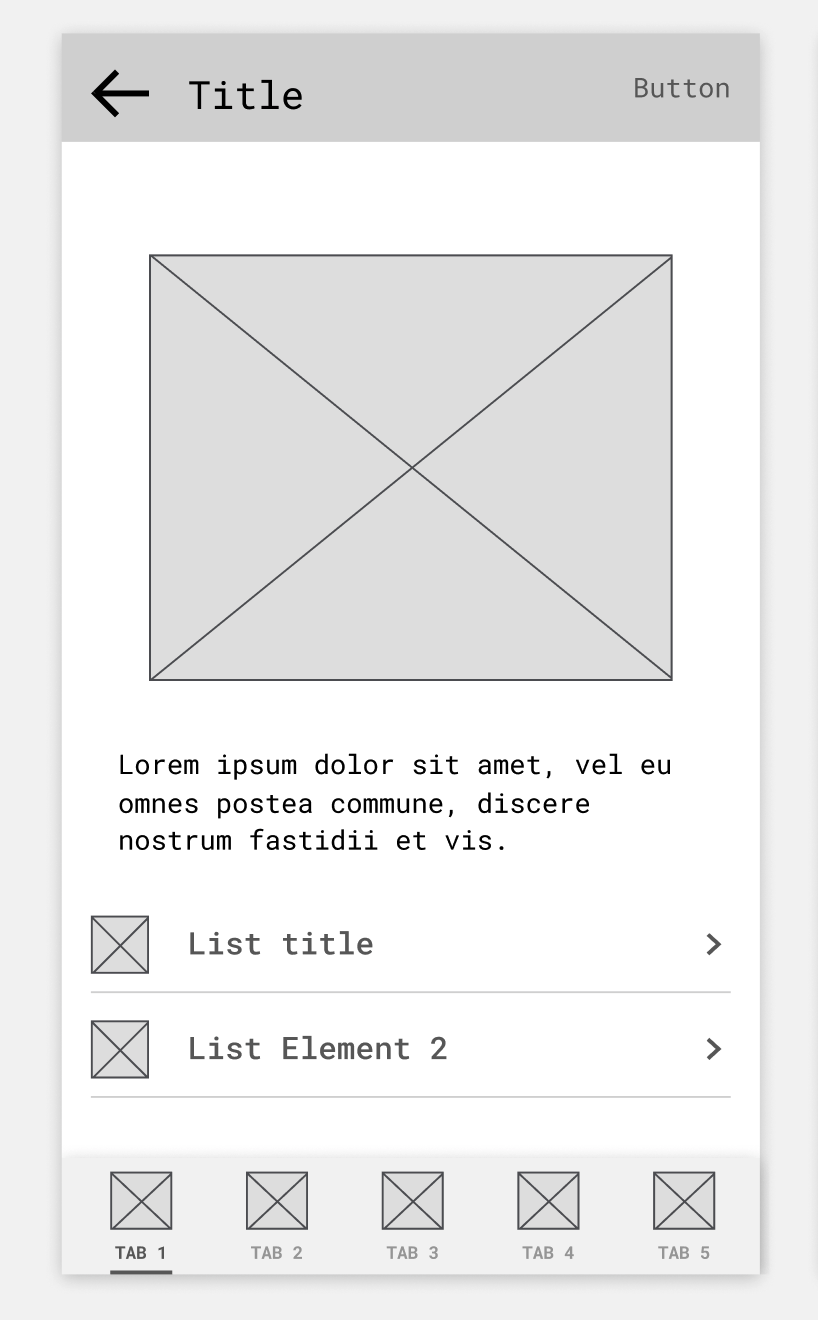 Title
Button
Lorem ipsum dolor sit amet, vel eu
omnes postea commune, discere
nostrum fastidii et vis.
List title
List Element 2
TAB 1
TAB 2
TAB 3
TAB 4
TAB 5